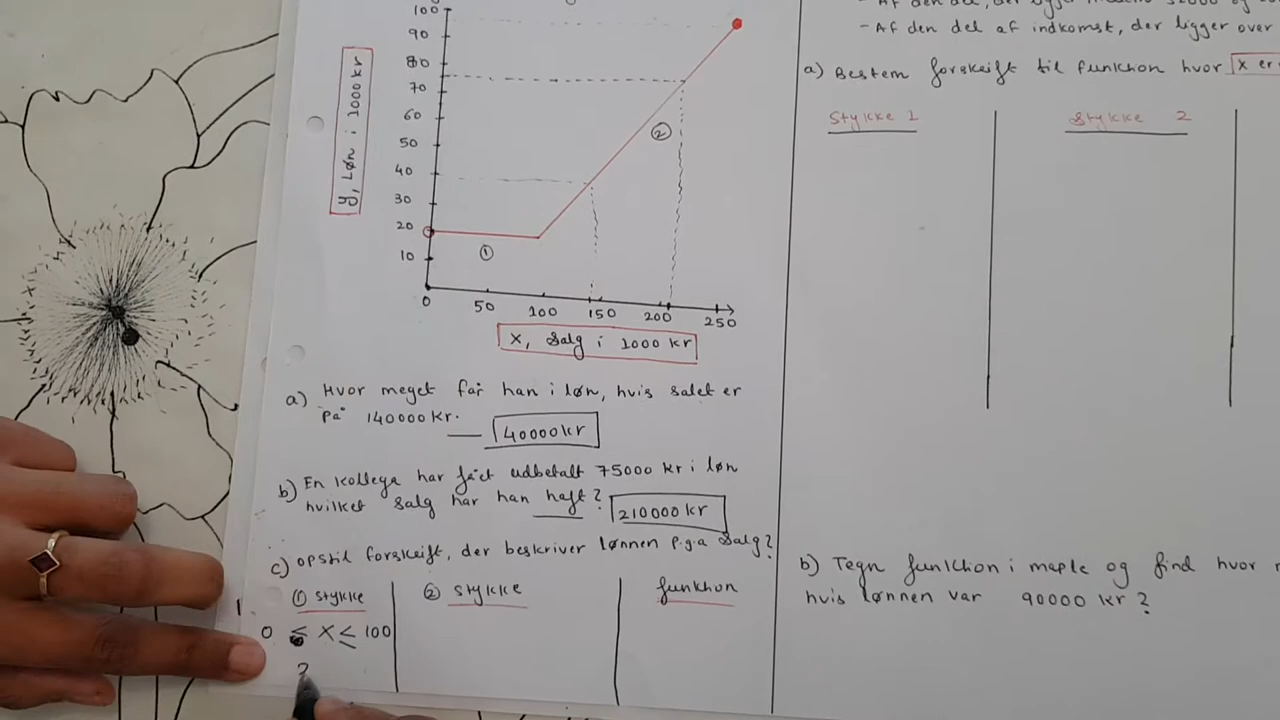 100
90
80
70
60
50
40
30
20
10
0
50
100
150
200
250
y, Løn i 1000 kr
①
②
x, Salg i 1000 kr
a) Hvor meget får han i løn, hvis salet er
på 140000 kr. — 40000 kr
b) En kollega har fået udbetalt 75000 kr i løn
hvilket salg har han haft? 210000 kr
c) opstil forskrift, der beskriver lønnen p.g.a salg?
① stykke
② stykke
funktion
0 ≤ x ≤ 100
- Af den del af indkomst, der ligger over
a) Bestem forskrift til funktion hvor x er
Stykke 1
Stykke 2
b) Tegn funktion i maple og find hvor
hvis lønnen var 90000 kr?